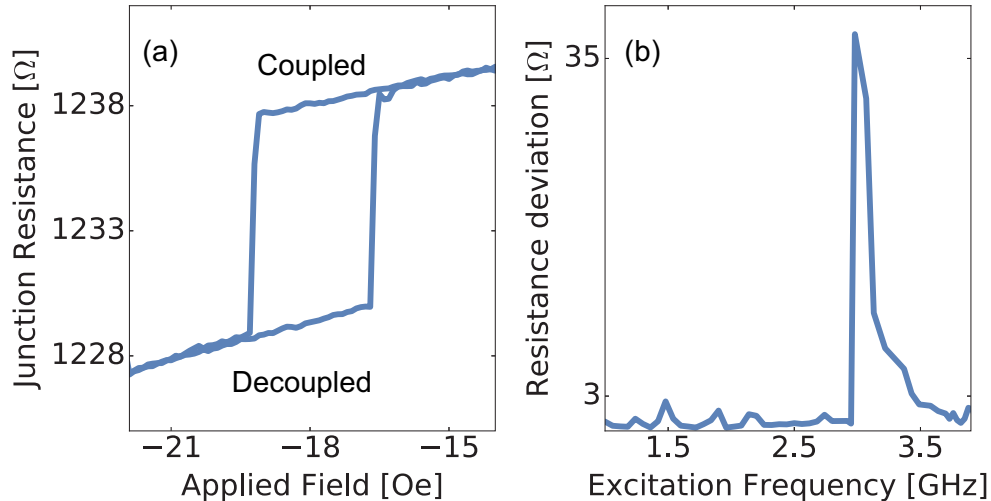 (a)
Coupled
Decoupled
Junction Resistance [Ω]
1238
1233
1228
−21
−18
−15
Applied Field [Oe]
(b)
Resistance deviation [Ω]
35
3
1.5
2.5
3.5
Excitation Frequency [GHz]